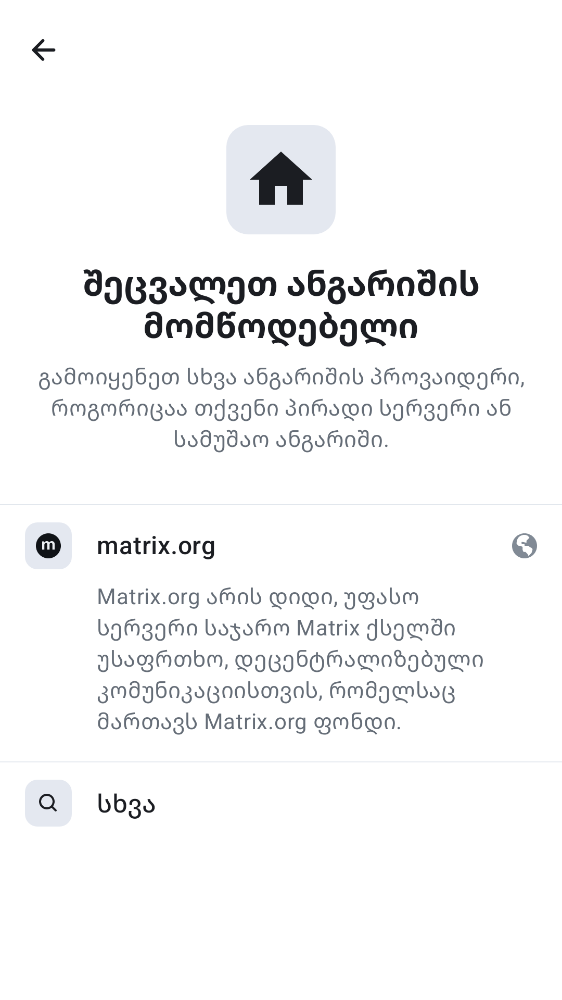 შეცვალეთ ანგარიშის
მომწოდებელი
გამოიყენეთ სხვა ანგარიშის პროვაიდერი,
როგორიცაა თქვენი პირადი სერვერი ან
სამუშაო ანგარიში.
m
matrix.org
Matrix.org არის დიდი, უფასო
სერვერი საჯარო Matrix ქსელში
უსაფრთხო, დეცენტრალიზებული
კომუნიკაციისთვის, რომელსაც
მართავს Matrix.org ფონდი.
სხვა